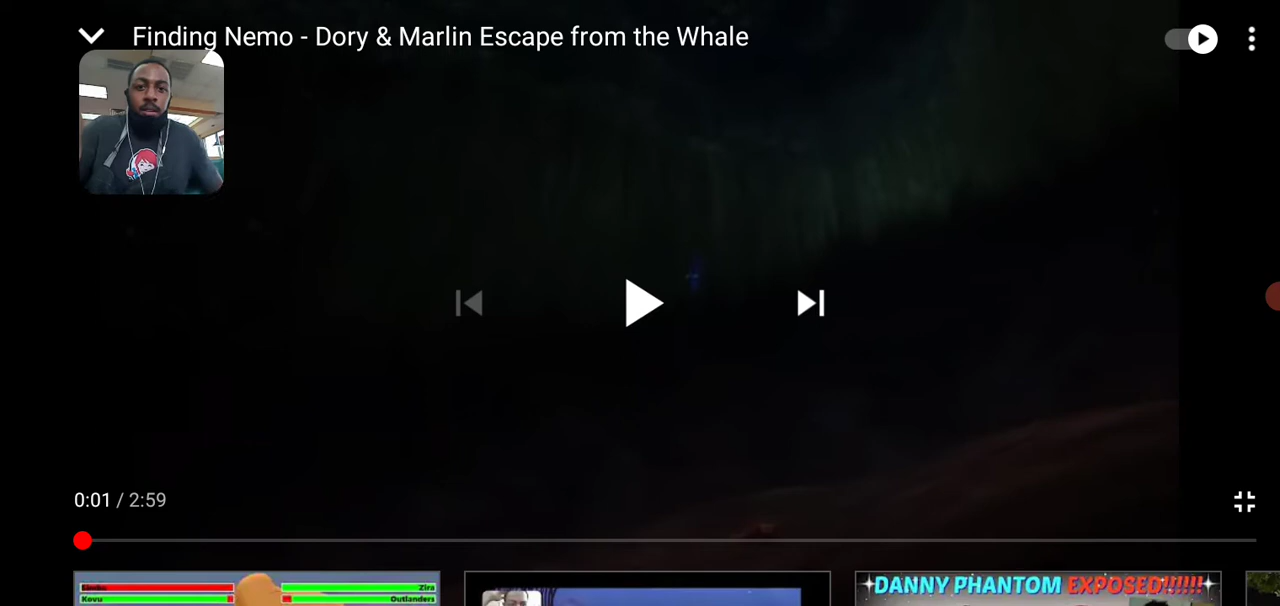 Finding Nemo - Dory & Marlin Escape from the Whale
0:01 / 2:59
Simba
Zira
Kovu
Outlanders
DANNY PHANTOM EXPOSED!!!!!!